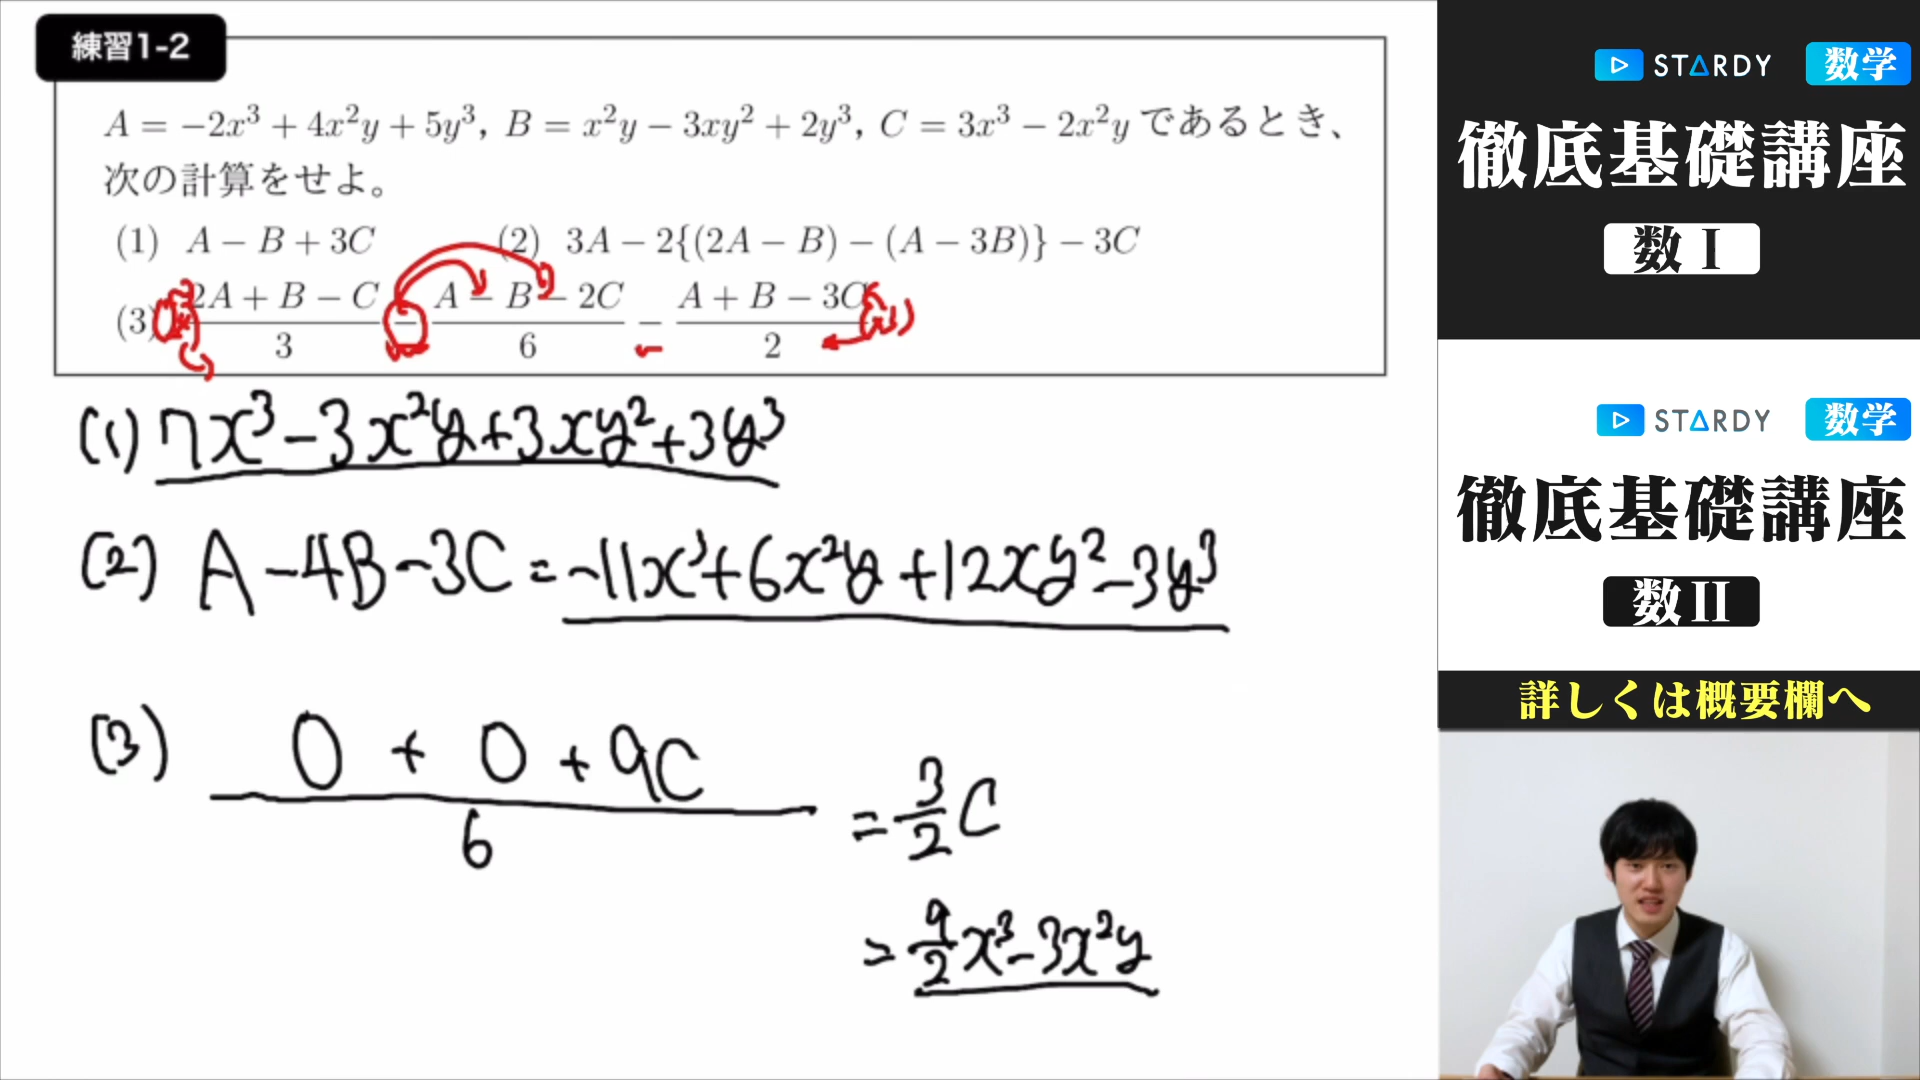 練習1-2
A = −2x³ + 4x²y + 5y³, B = x²y − 3xy² + 2y³, C = 3x³ − 2x²y であるとき、
次の計算をせよ。
(1) A − B + 3C (2) 3A − 2{(2A − B) − (A − 3B)} − 3C
(3) (2A + B − C)/3 − (A − B − 2C)/6 − (A + B − 3C)/2
(1) 7x³ − 3x²y + 3xy² + 3y³
(2) A − 4B − 3C = −11x³ + 6x²y + 12xy² − 3y³
(3) (0 + 0 + 9C)/6 = 3/2 C
= 9/2 x³ − 3x²y
STARDY 数学
徹底基礎講座
数Ⅰ
STARDY 数学
徹底基礎講座
数Ⅱ
詳しくは概要欄へ